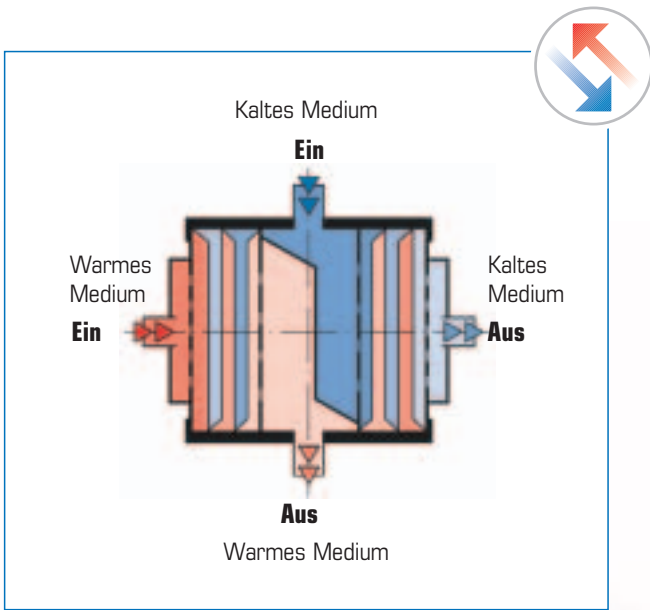 Kaltes Medium
Ein
Warmes
Medium
Ein
Kaltes
Medium
Aus
Aus
Warmes Medium